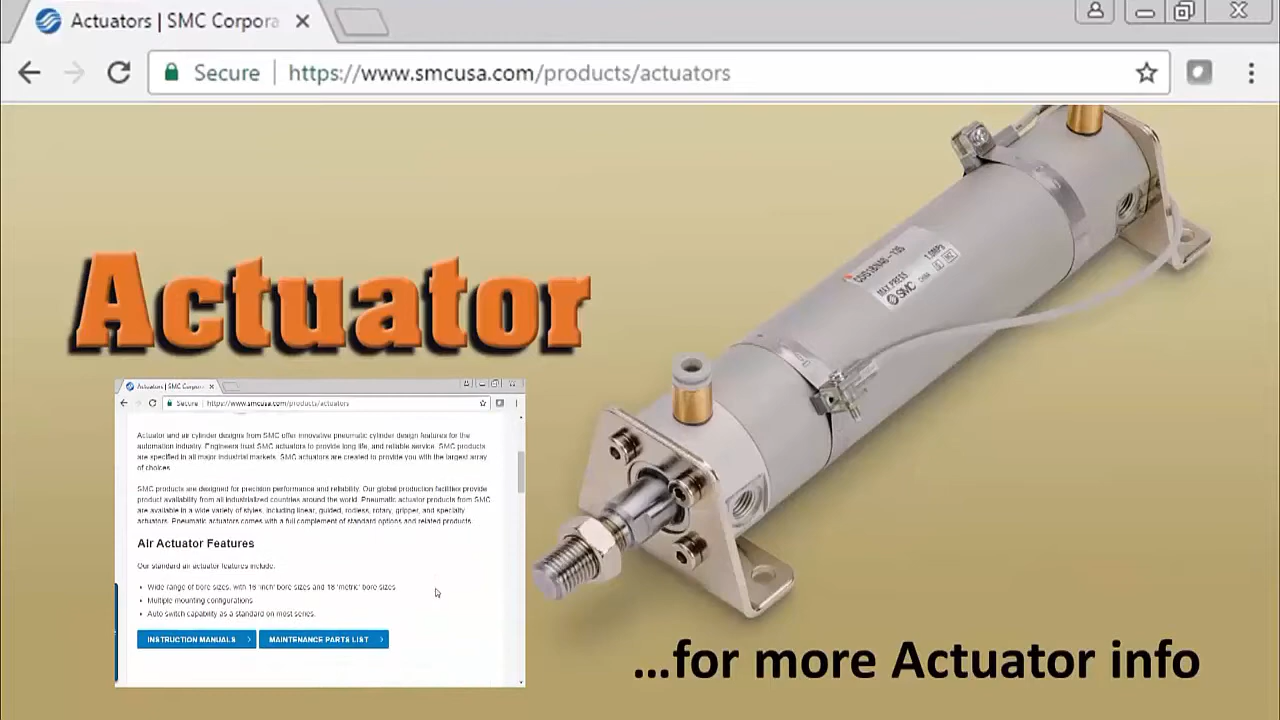 Actuators | SMC Corpora
Secure
https://www.smcusa.com/products/actuators
Actuator
MAX.PRESS 1.0MPa
SMC CHINA
Actuators | SMC Corpor
Secure https://www.smcusa.com/products/actuators
Actuator and air cylinder designs from SMC offer innovative pneumatic cylinder design features for the
automation industry. Engineers trust SMC actuators to provide long life, and reliable service. SMC products
are specified in all major industrial markets. SMC actuators are created to provide you with the largest array
of choices.
SMC products are designed for precision performance and reliability. Our global production facilities provide
product availability from all industrialized countries around the world. Pneumatic actuator products from SMC
are available in a wide variety of styles, including linear, guided, rodless, rotary, gripper, and specialty
actuators. Pneumatic actuators comes with a full complement of standard options and related products.
Air Actuator Features
Our standard air actuator features include:
• Wide range of bore sizes, with 16 'inch' bore sizes and 18 'metric' bore sizes
• Multiple mounting configurations
• Auto switch capability as a standard on most series.
INSTRUCTION MANUALS
MAINTENANCE PARTS LIST
...for more Actuator info